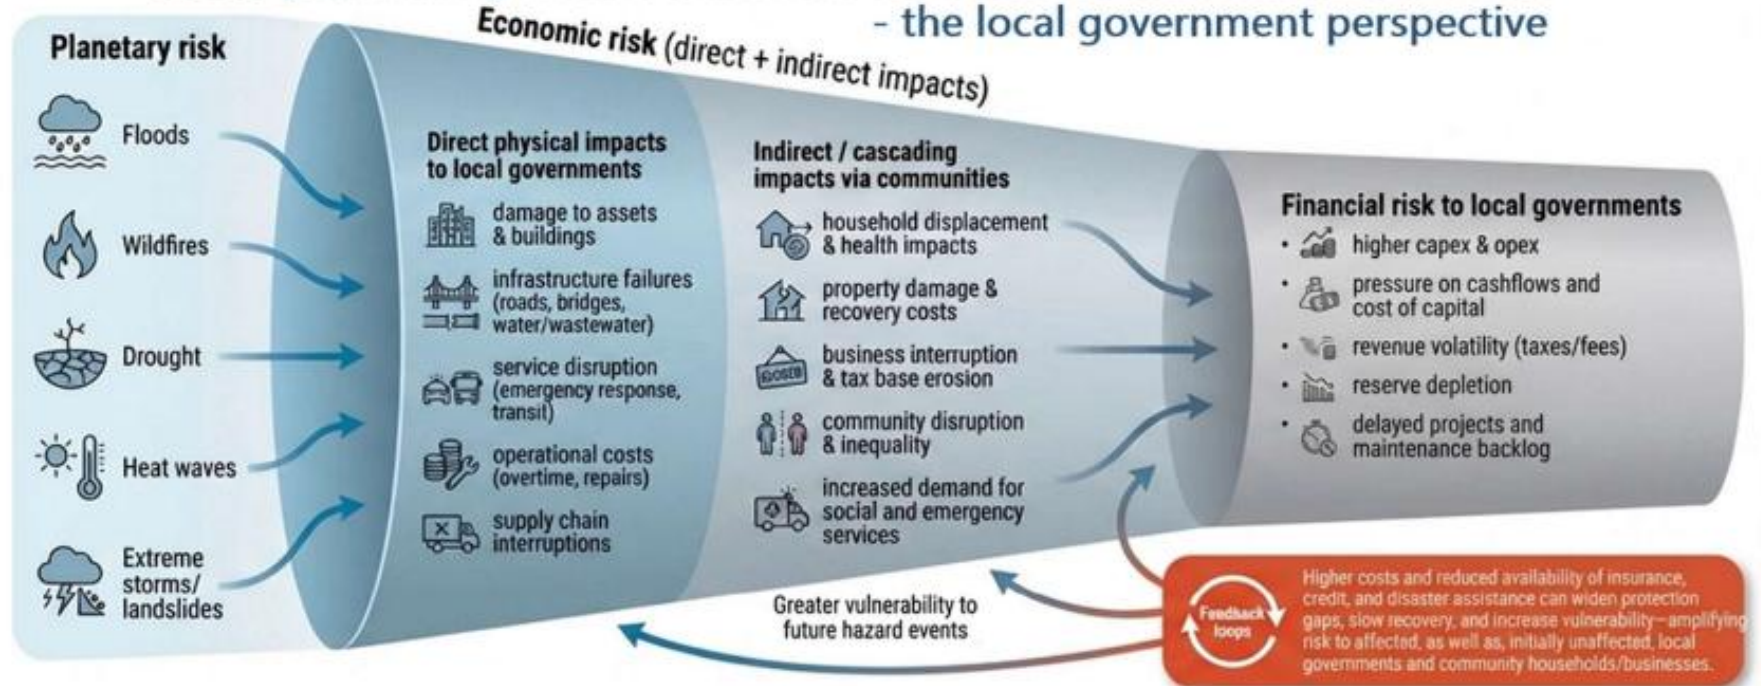 - the local government perspective
Planetary risk
Floods
Wildfires
Drought
Heat waves
Extreme
storms/
landslides
Economic risk (direct + indirect impacts)
Direct physical impacts
to local governments
damage to assets
& buildings
infrastructure failures
(roads, bridges,
water/wastewater)
service disruption
(emergency response,
transit)
operational costs
(overtime, repairs)
supply chain
interruptions
Indirect / cascading
impacts via communities
household displacement
& health impacts
property damage &
recovery costs
CLOSED
business interruption
& tax base erosion
community disruption
& inequality
increased demand for
social and emergency
services
Financial risk to local governments
• higher capex & opex
• pressure on cashflows and
cost of capital
• revenue volatility (taxes/fees)
• reserve depletion
• delayed projects and
maintenance backlog
Greater vulnerability to
future hazard events
Feedback
loops
Higher costs and reduced availability of insurance,
credit, and disaster assistance can widen protection
gaps, slow recovery, and increase vulnerability—amplifying
risk to affected, as well as, initially unaffected, local
governments and community households/businesses.